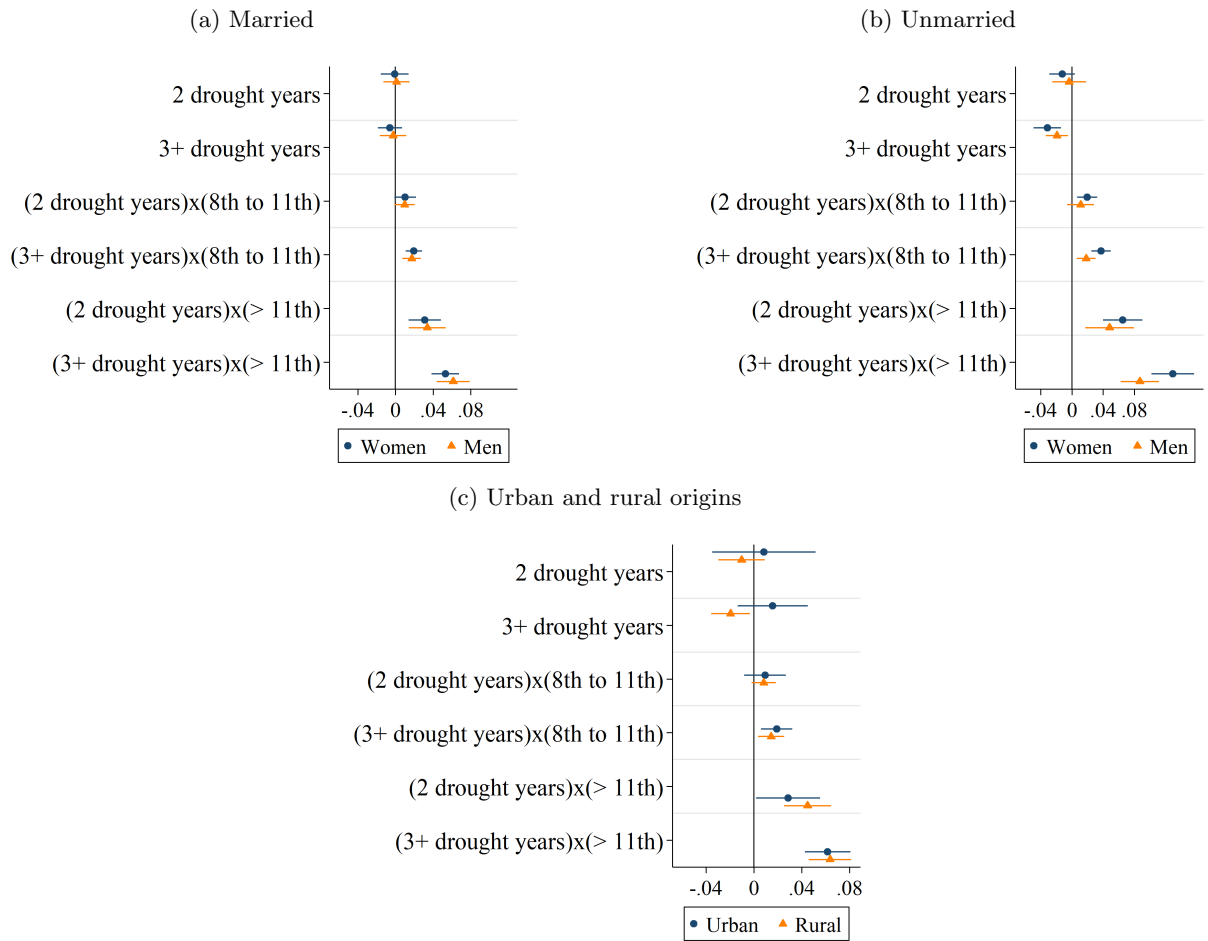 (a) Married
2 drought years
3+ drought years
(2 drought years)x(8th to 11th)
(3+ drought years)x(8th to 11th)
(2 drought years)x(> 11th)
(3+ drought years)x(> 11th)
-.04 0 .04 .08
Women Men
(b) Unmarried
2 drought years
3+ drought years
(2 drought years)x(8th to 11th)
(3+ drought years)x(8th to 11th)
(2 drought years)x(> 11th)
(3+ drought years)x(> 11th)
-.04 0 .04 .08
Women Men
(c) Urban and rural origins
2 drought years
3+ drought years
(2 drought years)x(8th to 11th)
(3+ drought years)x(8th to 11th)
(2 drought years)x(> 11th)
(3+ drought years)x(> 11th)
-.04 0 .04 .08
Urban Rural